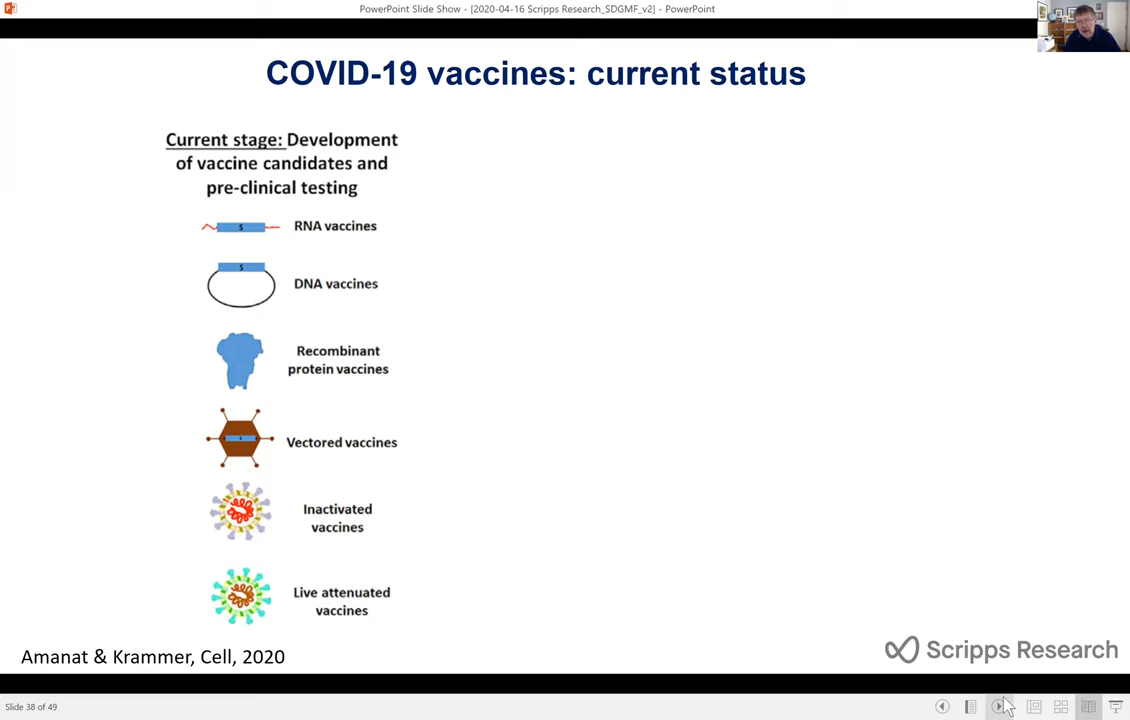 PowerPoint Slide Show - [2020-04-16 Scripps Research_SDGMF_v2] - PowerPoint
COVID-19 vaccines: current status
Current stage: Development
of vaccine candidates and
pre-clinical testing
S
RNA vaccines
S
DNA vaccines
Recombinant
protein vaccines
S
Vectored vaccines
Inactivated
vaccines
Live attenuated
vaccines
Amanat & Krammer, Cell, 2020
Scripps Research
Slide 38 of 49